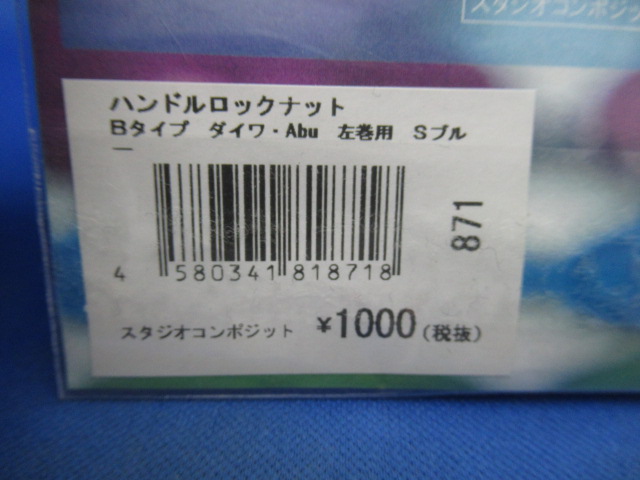 スタジオコンポジッ
ハンドルロックナット
Bタイプ ダイワ・Abu 左巻用 Sブル
ー
871
4 580341 818718
スタジオコンポジット ¥1000(税抜)